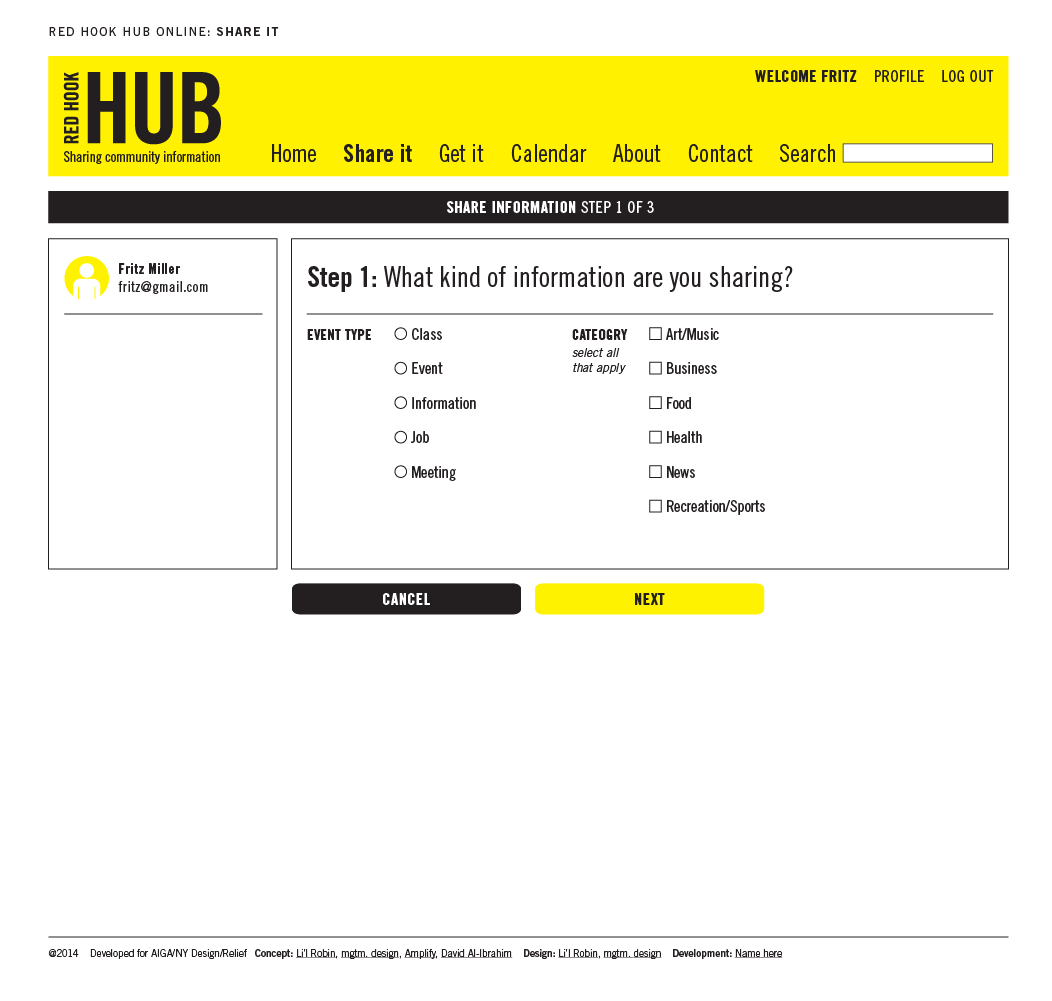 RED HOOK HUB ONLINE: SHARE IT
WELCOME FRITZ PROFILE LOG OUT
RED HOOK
HUB
Sharing community information
Home Share it Get it Calendar About Contact Search
SHARE INFORMATION STEP 1 OF 3
Fritz Miller
fritz@gmail.com
Step 1: What kind of information are you sharing?
EVENT TYPE
Class
Event
Information
Job
Meeting
CATEOGRY
select all
that apply
Art/Music
Business
Food
Health
News
Recreation/Sports
CANCEL
NEXT
@2014 Developed for AIGA/NY Design/Relief Concept: Li'l Robin, mgtm. design, Amplify, David Al-Ibrahim Design: Li'l Robin, mgtm. design Development: Name here